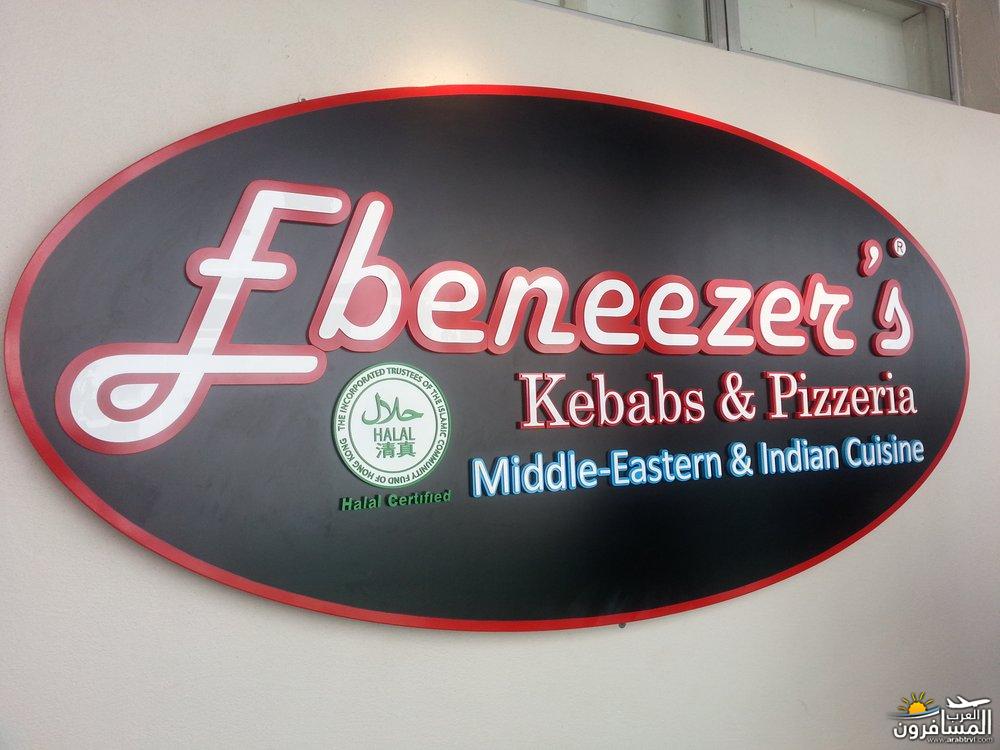 Ebeneezer's®
Kebabs & Pizzeria
Middle-Eastern & Indian Cuisine
THE INCORPORATED TRUSTEES OF THE ISLAMIC COMMUNITY FUND OF HONG KONG
حلال
HALAL
清真
Halal Certified
العرب
المسافرون
www.arabtrvl.com